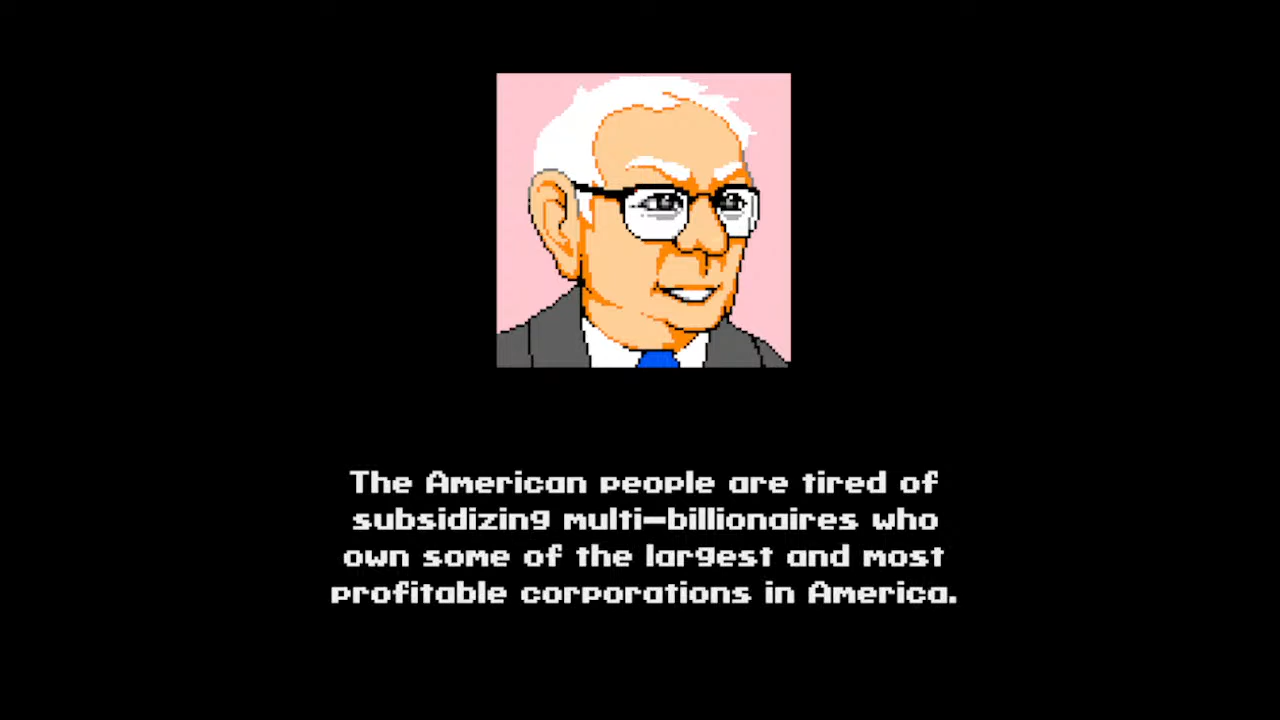 The American people are tired of
subsidizing multi-billionaires who
own some of the largest and most
profitable corporations in America.